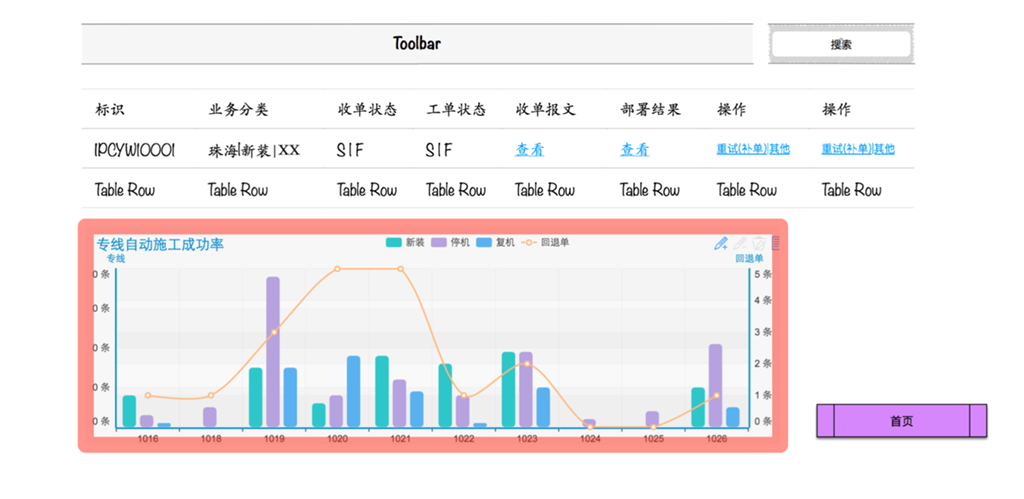 Toolbar
搜索
标识 业务分类 收单状态 工单状态 收单报文 部署结果 操作 操作
IPCYW10001 珠海|新装|XX S|F S|F 查看 查看 重试(补单)|其他 重试(补单)|其他
Table Row Table Row Table Row Table Row Table Row Table Row Table Row Table Row
专线自动施工成功率
新装 停机 复机 回退单
专线 回退单
0 条 5 条
4 条
0 条
3 条
0 条
2 条
0 条
1 条
0 条 0 条
1016 1018 1019 1020 1021 1022 1023 1024 1025 1026
首页